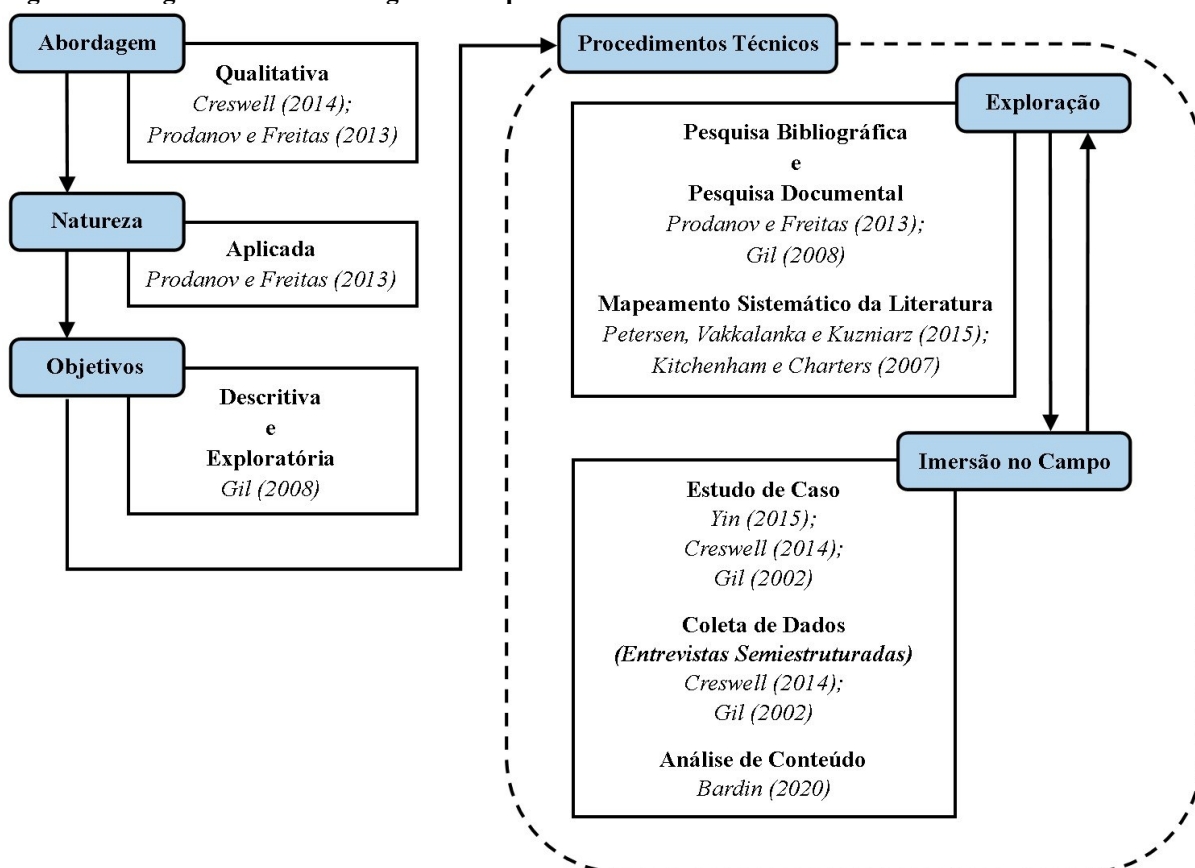 Abordagem
Qualitativa
Creswell (2014);
Prodanov e Freitas (2013)
Natureza
Aplicada
Prodanov e Freitas (2013)
Objetivos
Descritiva
e
Exploratória
Gil (2008)
Procedimentos Técnicos
Exploração
Pesquisa Bibliográfica
e
Pesquisa Documental
Prodanov e Freitas (2013);
Gil (2008)
Mapeamento Sistemático da Literatura
Petersen, Vakkalanka e Kuzniarz (2015);
Kitchenham e Charters (2007)
Imersão no Campo
Estudo de Caso
Yin (2015);
Creswell (2014);
Gil (2002)
Coleta de Dados
(Entrevistas Semiestruturadas)
Creswell (2014);
Gil (2002)
Análise de Conteúdo
Bardin (2020)